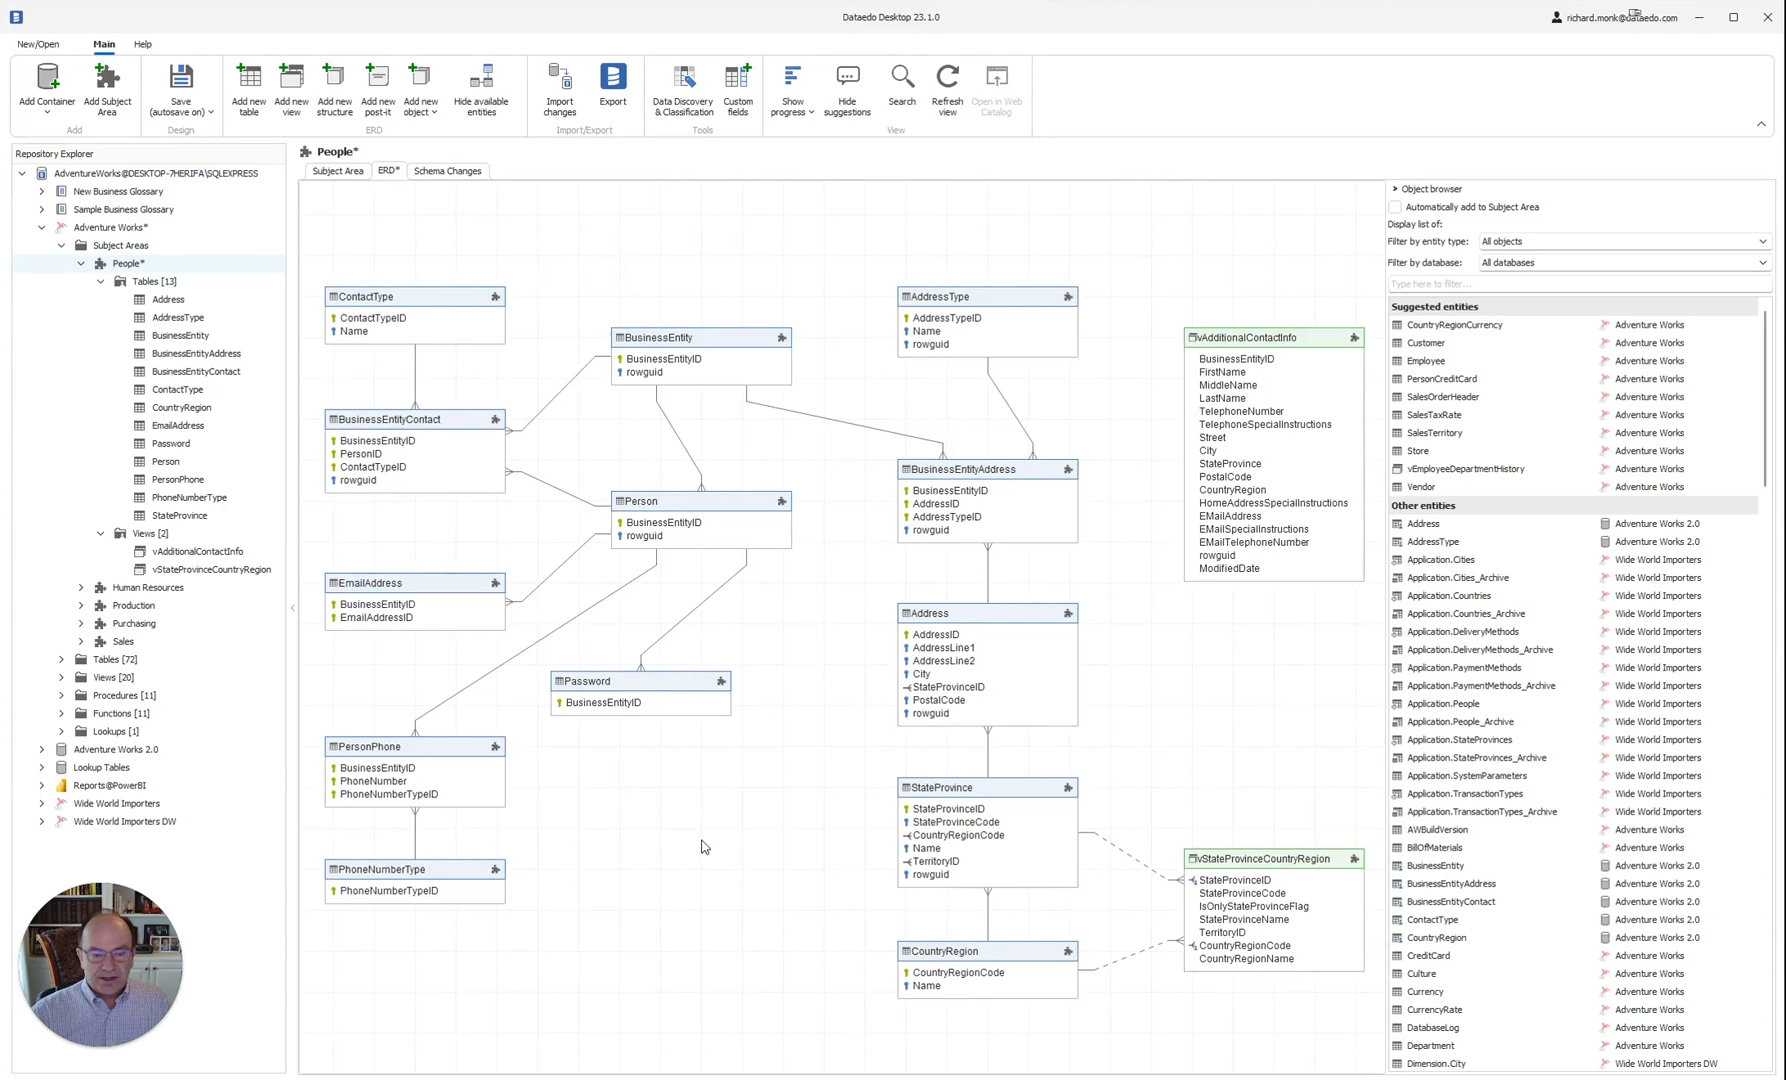 Dataedo Desktop 23.1.0
richard.monk@dataedo.com
New/Open
Main
Help
Add Container
Add Subject Area
Add
Save (autosave on)
Design
Add new table
Add new view
Add new structure
Add new post-it
Add new object
Hide available entities
ERD
Import changes
Export
Import/Export
Data Discovery & Classification
Custom fields
Tools
Show progress
Hide suggestions
Search
Refresh view
Open in Web Catalog
View
Repository Explorer
AdventureWorks@DESKTOP-7HERIFA\SQLEXPRESS
New Business Glossary
Sample Business Glossary
Adventure Works*
Subject Areas
People*
Tables [13]
Address
AddressType
BusinessEntity
BusinessEntityAddress
BusinessEntityContact
ContactType
CountryRegion
EmailAddress
Password
Person
PersonPhone
PhoneNumberType
StateProvince
Views [2]
vAdditionalContactInfo
vStateProvinceCountryRegion
Human Resources
Production
Purchasing
Sales
Tables [72]
Views [20]
Procedures [11]
Functions [11]
Lookups [1]
Adventure Works 2.0
Lookup Tables
Reports@PowerBI
Wide World Importers
Wide World Importers DW
People*
Subject Area
ERD*
Schema Changes
ContactType
ContactTypeID
Name
BusinessEntityContact
BusinessEntityID
PersonID
ContactTypeID
rowguid
EmailAddress
BusinessEntityID
EmailAddressID
PersonPhone
BusinessEntityID
PhoneNumber
PhoneNumberTypeID
PhoneNumberType
PhoneNumberTypeID
BusinessEntity
BusinessEntityID
rowguid
Person
BusinessEntityID
rowguid
Password
BusinessEntityID
AddressType
AddressTypeID
Name
rowguid
BusinessEntityAddress
BusinessEntityID
AddressID
AddressTypeID
rowguid
Address
AddressID
AddressLine1
AddressLine2
City
StateProvinceID
PostalCode
rowguid
StateProvince
StateProvinceID
StateProvinceCode
CountryRegionCode
Name
TerritoryID
rowguid
CountryRegion
CountryRegionCode
Name
vAdditionalContactInfo
BusinessEntityID
FirstName
MiddleName
LastName
TelephoneNumber
TelephoneSpecialInstructions
Street
City
StateProvince
PostalCode
CountryRegion
HomeAddressSpecialInstructions
EMailAddress
EMailSpecialInstructions
EMailTelephoneNumber
rowguid
ModifiedDate
vStateProvinceCountryRegion
StateProvinceID
StateProvinceCode
IsOnlyStateProvinceFlag
StateProvinceName
TerritoryID
CountryRegionCode
CountryRegionName
Object browser
Automatically add to Subject Area
Display list of:
Filter by entity type: All objects
Filter by database: All databases
Type here to filter...
Suggested entities
CountryRegionCurrency Adventure Works
Customer Adventure Works
Employee Adventure Works
PersonCreditCard Adventure Works
SalesOrderHeader Adventure Works
SalesTaxRate Adventure Works
SalesTerritory Adventure Works
Store Adventure Works
vEmployeeDepartmentHistory Adventure Works
Vendor Adventure Works
Other entities
Address Adventure Works 2.0
AddressType Adventure Works 2.0
Application.Cities Wide World Importers
Application.Cities_Archive Wide World Importers
Application.Countries Wide World Importers
Application.Countries_Archive Wide World Importers
Application.DeliveryMethods Wide World Importers
Application.DeliveryMethods_Archive Wide World Importers
Application.PaymentMethods Wide World Importers
Application.PaymentMethods_Archive Wide World Importers
Application.People Wide World Importers
Application.People_Archive Wide World Importers
Application.StateProvinces Wide World Importers
Application.StateProvinces_Archive Wide World Importers
Application.SystemParameters Wide World Importers
Application.TransactionTypes Wide World Importers
Application.TransactionTypes_Archive Wide World Importers
AWBuildVersion Adventure Works
BillOfMaterials Adventure Works
BusinessEntity Adventure Works 2.0
BusinessEntityAddress Adventure Works 2.0
BusinessEntityContact Adventure Works 2.0
ContactType Adventure Works 2.0
CountryRegion Adventure Works 2.0
CreditCard Adventure Works
Culture Adventure Works
Currency Adventure Works
CurrencyRate Adventure Works
DatabaseLog Adventure Works
Department Adventure Works
Dimension.City Wide World Importers DW